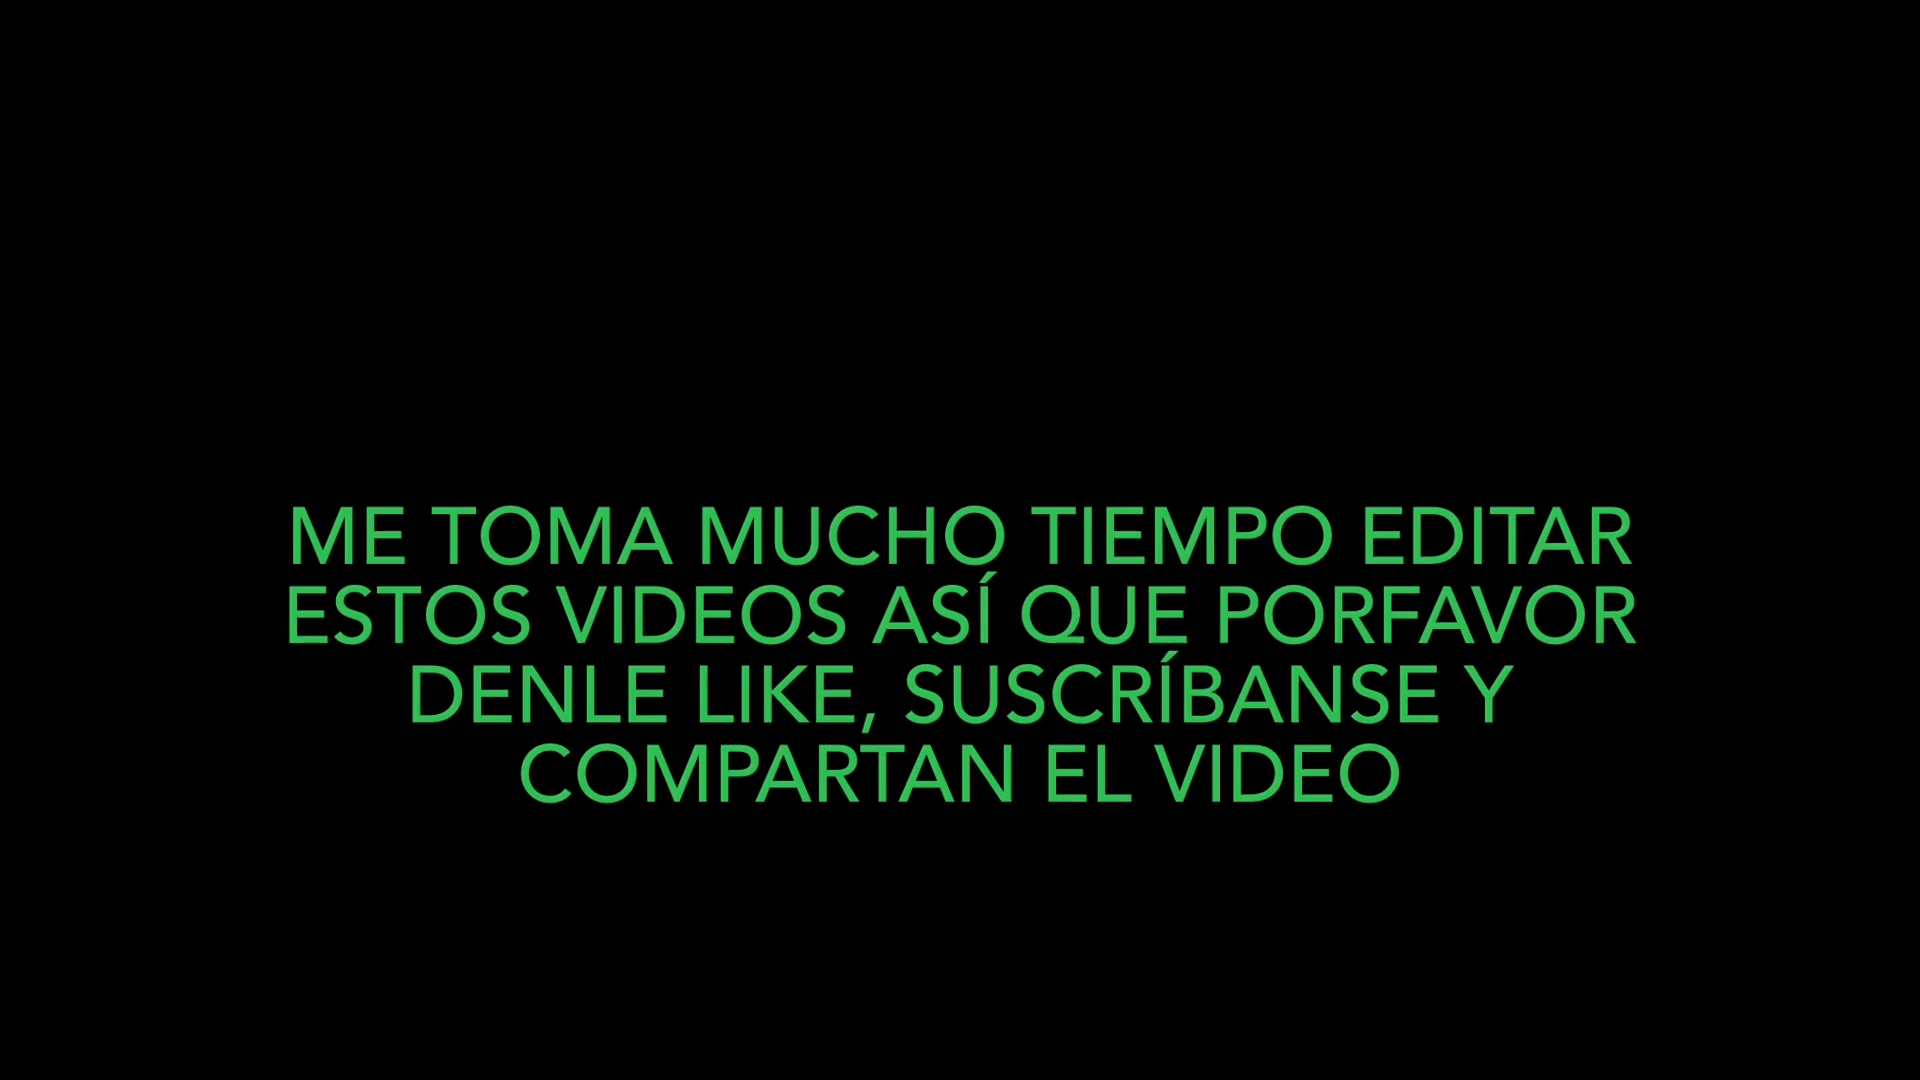 ME TOMA MUCHO TIEMPO EDITAR
ESTOS VIDEOS ASÍ QUE PORFAVOR
DENLE LIKE, SUSCRÍBANSE Y
COMPARTAN EL VIDEO